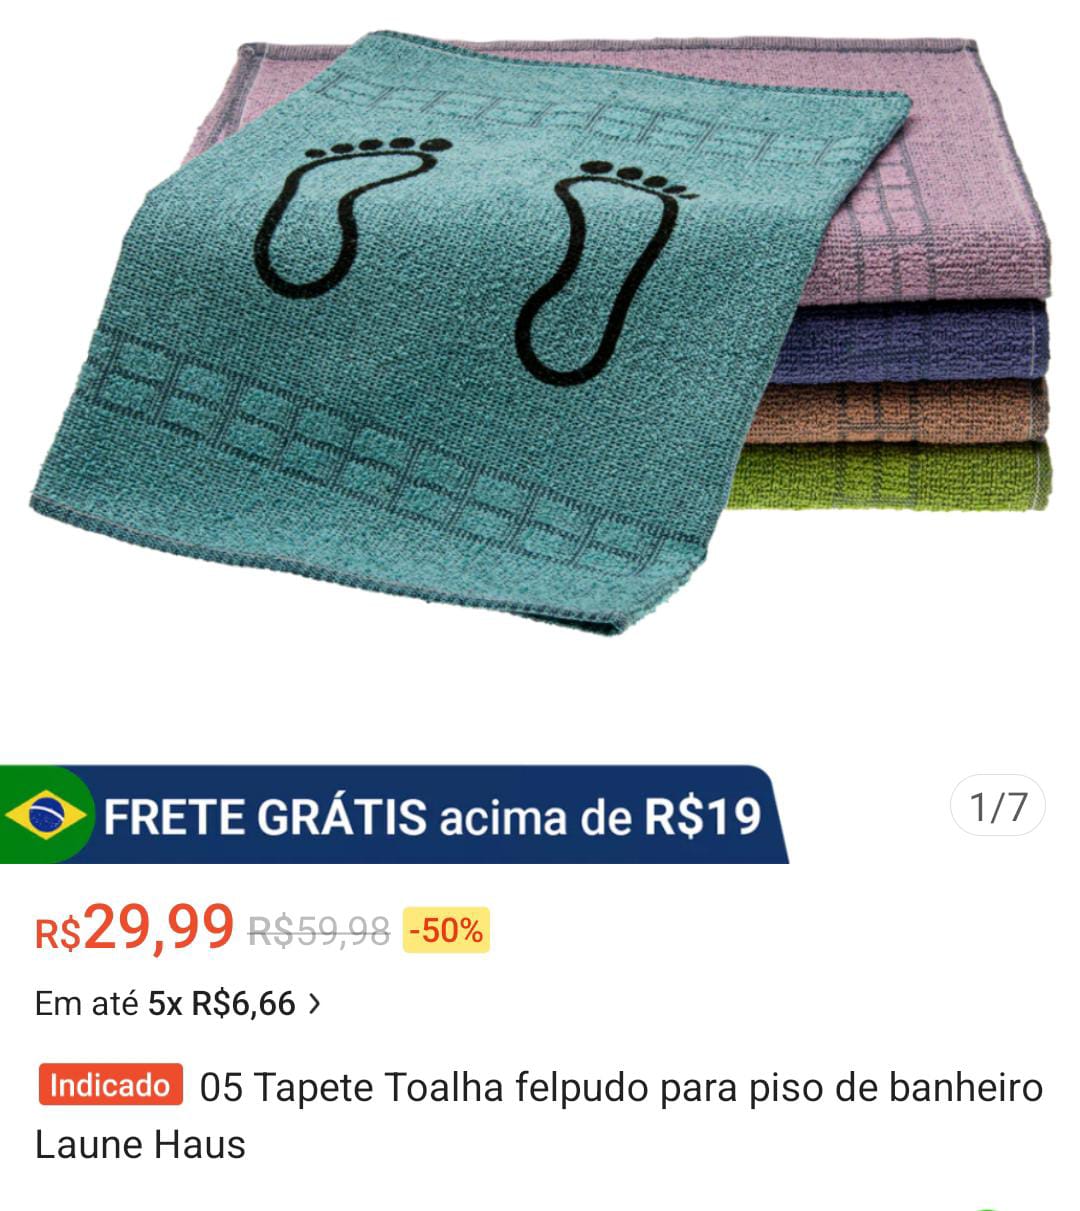 FRETE GRÁTIS acima de R$19
1/7
R$29,99 R$59,98 -50%
Em até 5x R$6,66 >
Indicado 05 Tapete Toalha felpudo para piso de banheiro
Laune Haus